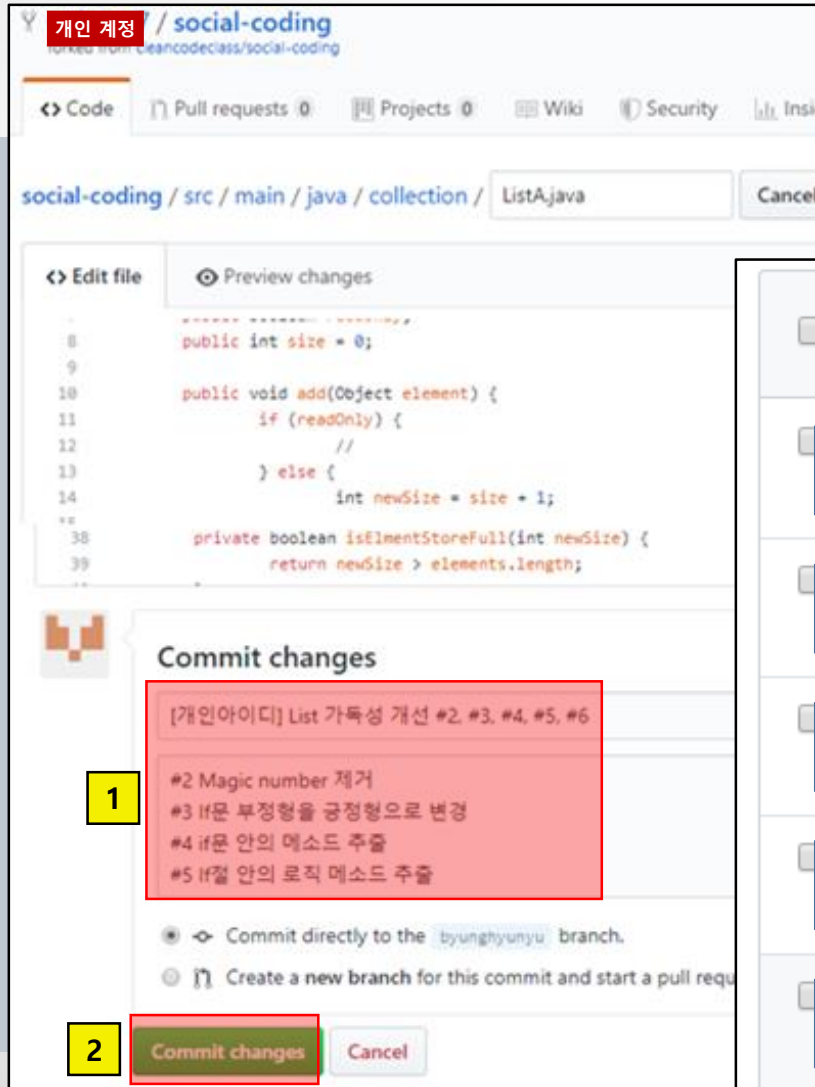 개인 계정 / social-coding
forked from cleancodeclass/social-coding
Code Pull requests 0 Projects 0 Wiki Security
social-coding / src / main / java / collection / ListA.java Cancel
Edit file Preview changes
8 public int size = 0;
9
10 public void add(Object element) {
11 if (readOnly) {
12 //
13 } else {
14 int newSize = size + 1;
38 private boolean isElmentStoreFull(int newSize) {
39 return newSize > elements.length;
Commit changes
[개인아이디] List 가독성 개선 #2, #3, #4, #5, #6
1
#2 Magic number 제거
#3 If문 부정형을 긍정형으로 변경
#4 if문 안의 메소드 추출
#5 If절 안의 로직 메소드 추출
Commit directly to the byunghyunyu branch.
Create a new branch for this commit and start a pull requ
2 Commit changes Cancel